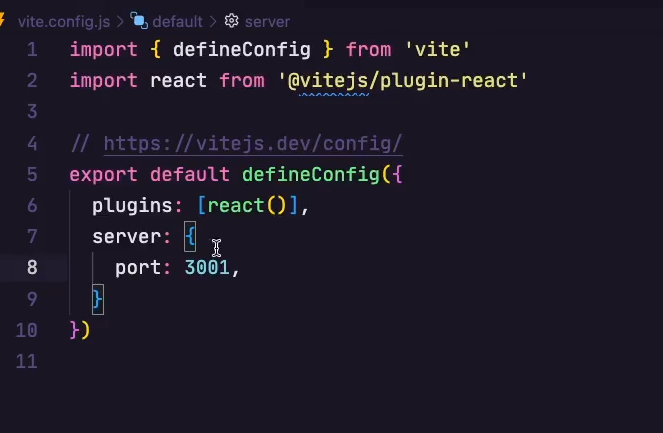 vite.config.js > default > server
1 import { defineConfig } from 'vite'
2 import react from '@vitejs/plugin-react'
3
4 // https://vitejs.dev/config/
5 export default defineConfig({
6   plugins: [react()],
7   server: {
8     port: 3001,
9   }
10 })
11